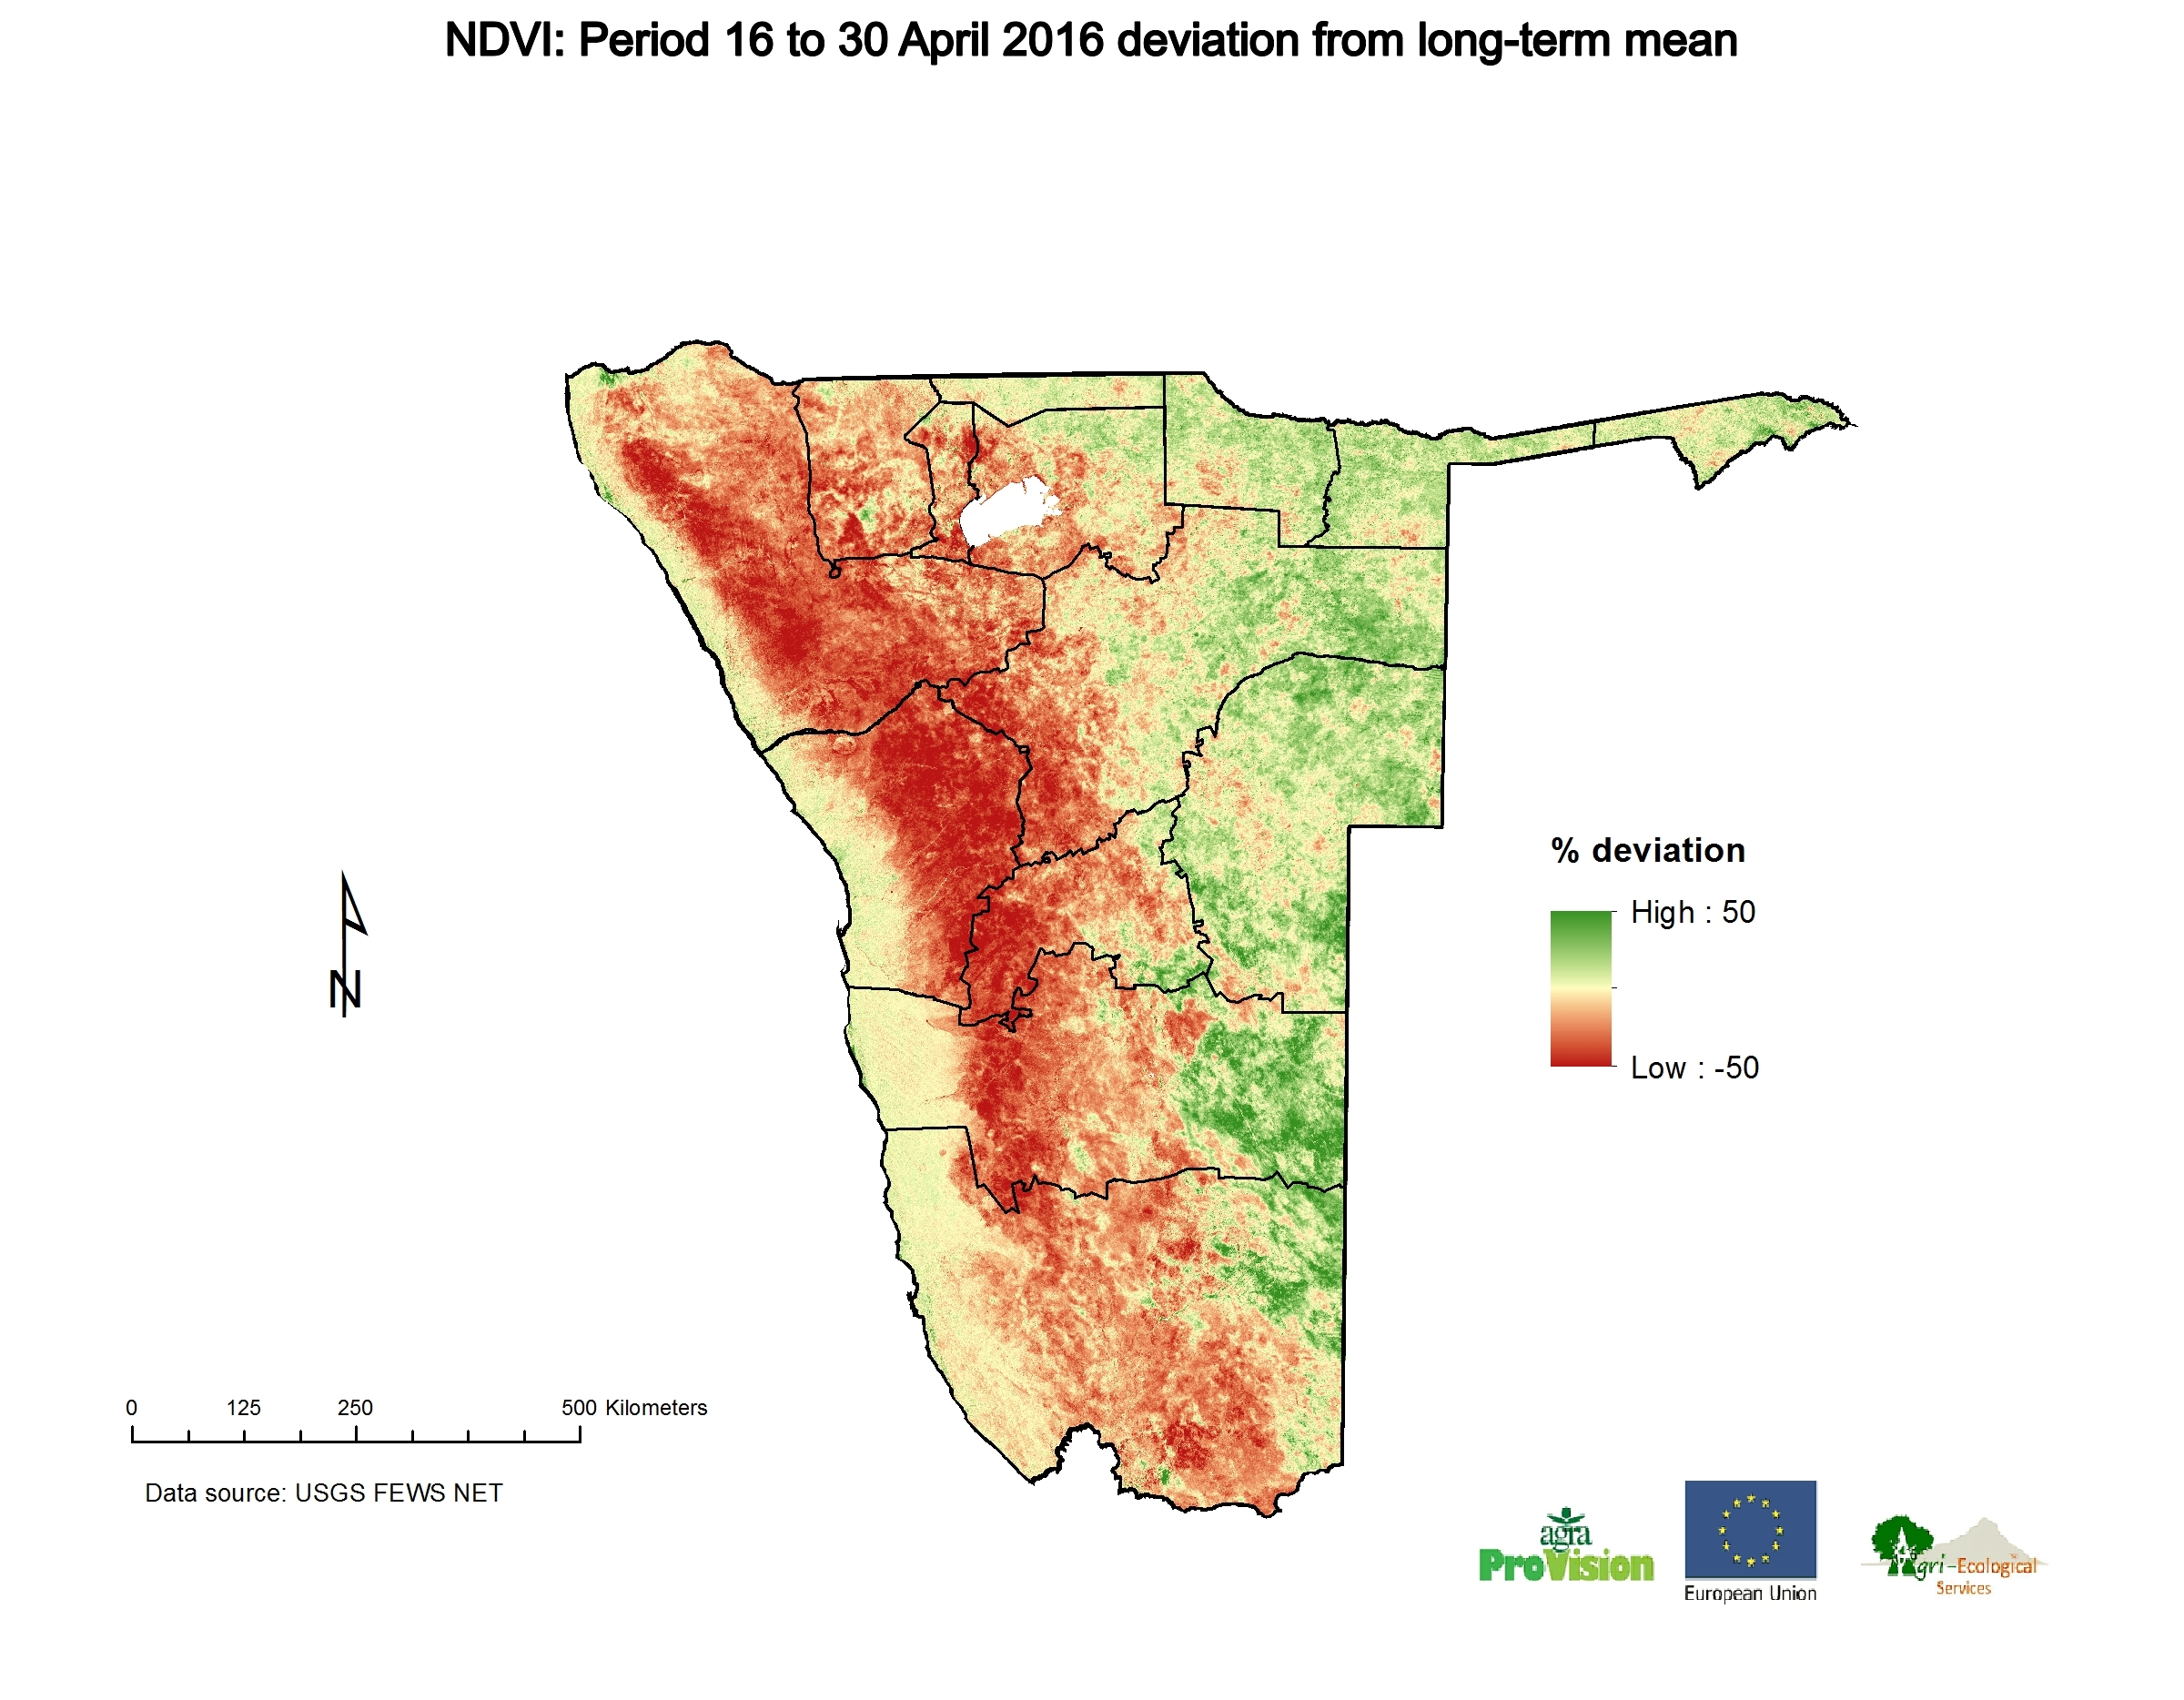 NDVI: Period 16 to 30 April 2016 deviation from long-term mean
% deviation
High : 50
Low : -50
N
0 125 250 500 Kilometers
Data source: USGS FEWS NET
agra
ProVision
European Union
Agri-Ecological
Services